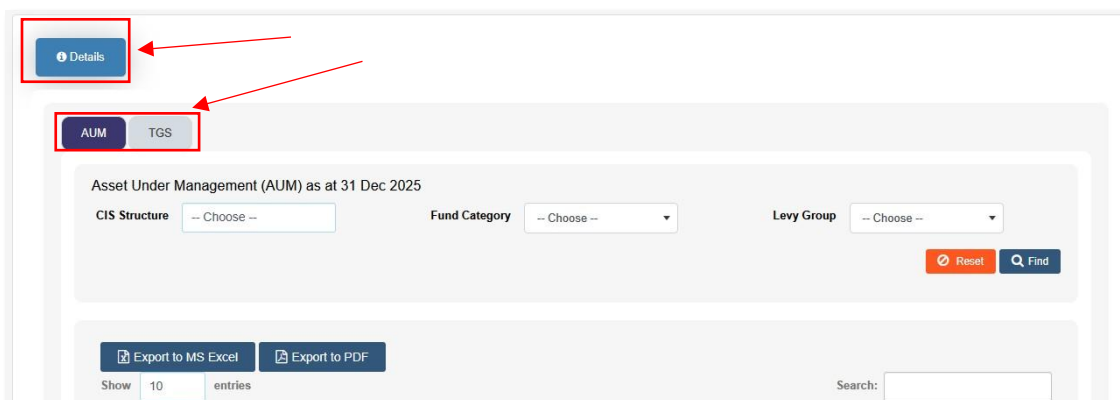 Details
AUM TGS
Asset Under Management (AUM) as at 31 Dec 2025
CIS Structure -- Choose -- Fund Category -- Choose -- Levy Group -- Choose --
Reset Find
Export to MS Excel Export to PDF
Show 10 entries Search: